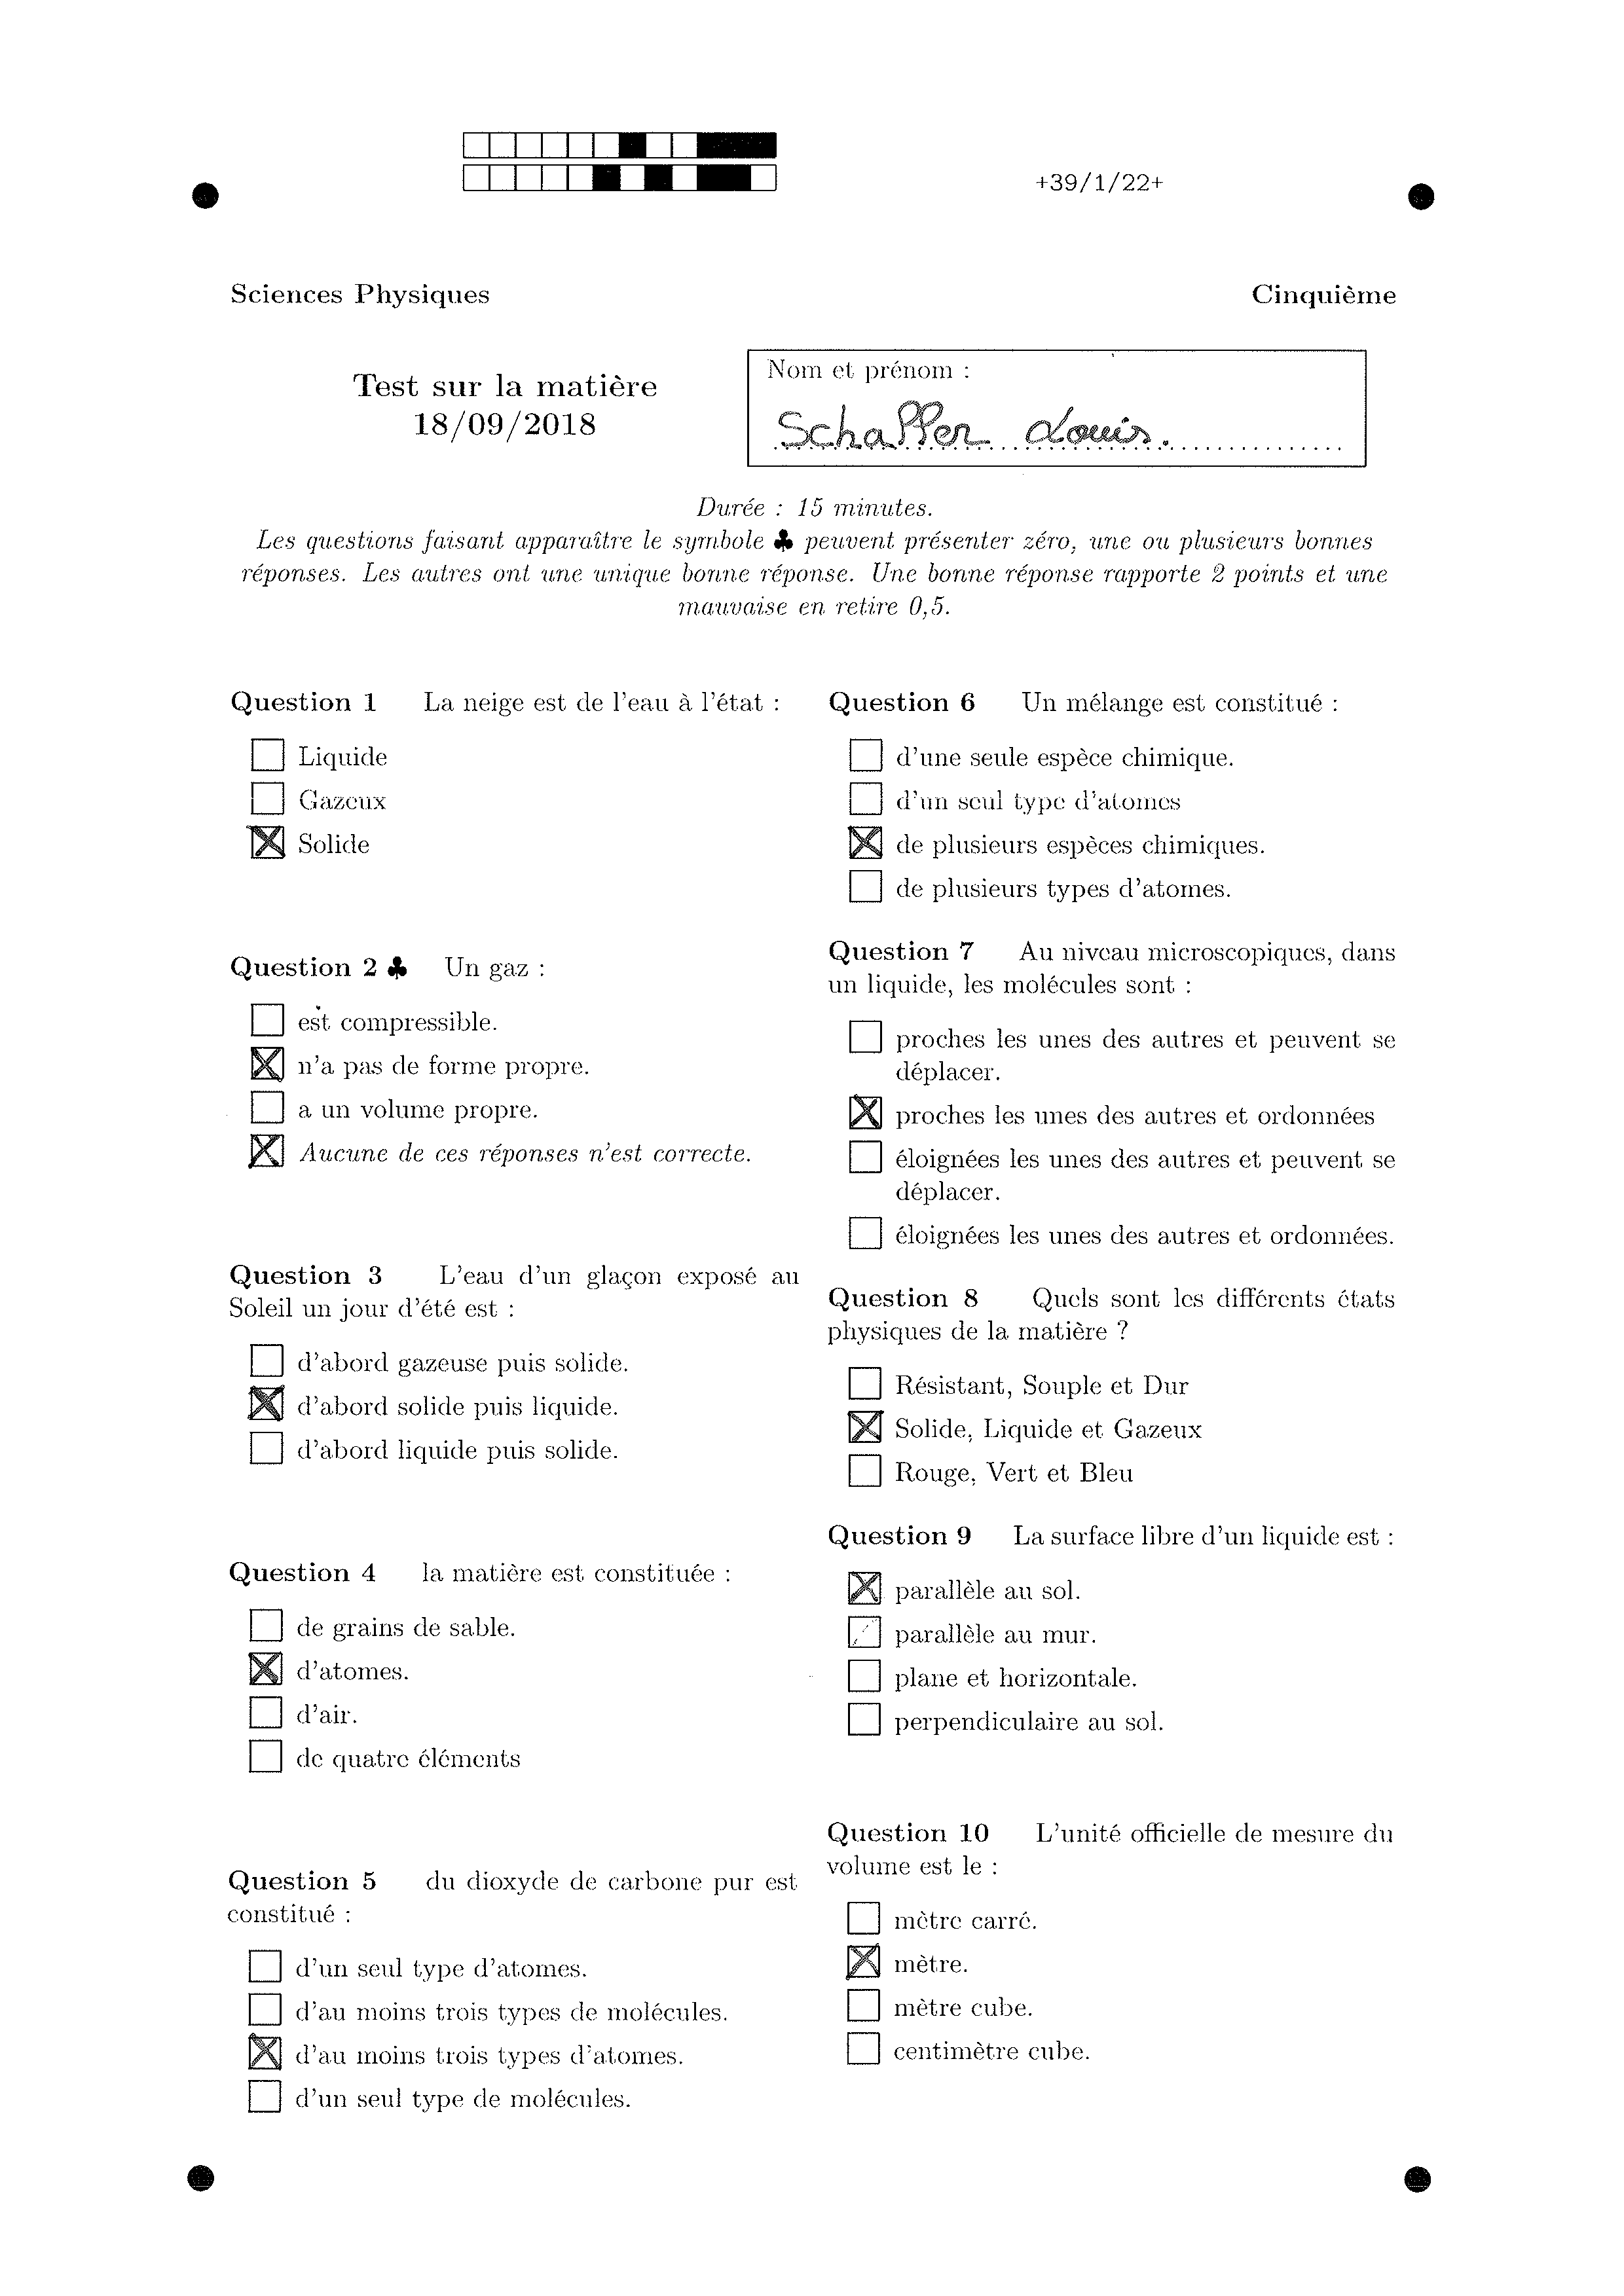 +39/1/22+
Sciences Physiques
Cinquième
Test sur la matière
18/09/2018
Nom et prénom :
Schaffer Louis.
Durée : 15 minutes.
Les questions faisant apparaître le symbole ♣ peuvent présenter zéro, une ou plusieurs bonnes
réponses. Les autres ont une unique bonne réponse. Une bonne réponse rapporte 2 points et une
mauvaise en retire 0,5.
Question 1 La neige est de l'eau à l'état :
Liquide
Gazeux
Solide
Question 2 ♣ Un gaz :
est compressible.
n'a pas de forme propre.
a un volume propre.
Aucune de ces réponses n'est correcte.
Question 3 L'eau d'un glaçon exposé au
Soleil un jour d'été est :
d'abord gazeuse puis solide.
d'abord solide puis liquide.
d'abord liquide puis solide.
Question 4 la matière est constituée :
de grains de sable.
d'atomes.
d'air.
de quatre éléments
Question 5 du dioxyde de carbone pur est
constitué :
d'un seul type d'atomes.
d'au moins trois types de molécules.
d'au moins trois types d'atomes.
d'un seul type de molécules.
Question 6 Un mélange est constitué :
d'une seule espèce chimique.
d'un seul type d'atomes
de plusieurs espèces chimiques.
de plusieurs types d'atomes.
Question 7 Au niveau microscopiques, dans
un liquide, les molécules sont :
proches les unes des autres et peuvent se
déplacer.
proches les unes des autres et ordonnées
éloignées les unes des autres et peuvent se
déplacer.
éloignées les unes des autres et ordonnées.
Question 8 Quels sont les différents états
physiques de la matière ?
Résistant, Souple et Dur
Solide, Liquide et Gazeux
Rouge, Vert et Bleu
Question 9 La surface libre d'un liquide est :
parallèle au sol.
parallèle au mur.
plane et horizontale.
perpendiculaire au sol.
Question 10 L'unité officielle de mesure du
volume est le :
mètre carré.
mètre.
mètre cube.
centimètre cube.